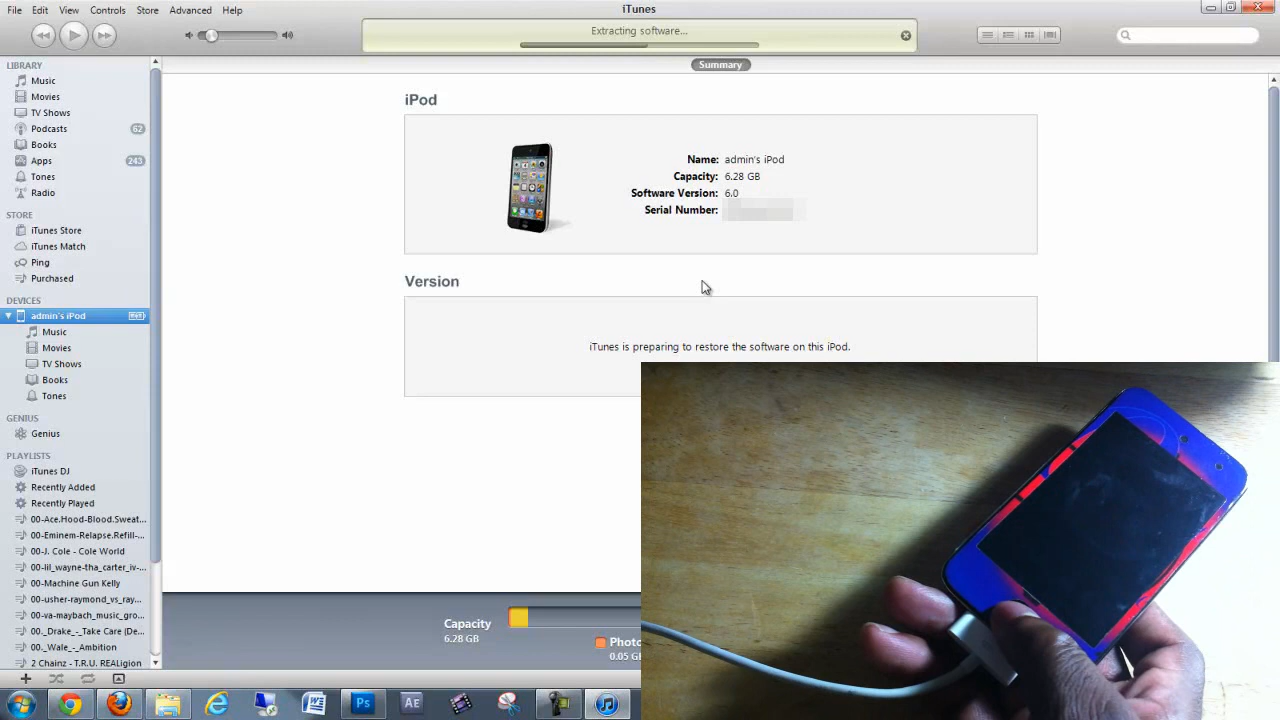 File Edit View Controls Store Advanced Help
iTunes
Extracting software...
Summary
LIBRARY
Music
Movies
TV Shows
Podcasts 62
Books
Apps 243
Tones
Radio
STORE
iTunes Store
iTunes Match
Ping
Purchased
DEVICES
admin's iPod
Music
Movies
TV Shows
Books
Tones
GENIUS
Genius
PLAYLISTS
iTunes DJ
Recently Added
Recently Played
00-Ace.Hood-Blood.Sweat...
00-Eminem-Relapse.Refill-...
00-J. Cole - Cole World
00-lil_wayne-tha_carter_iv-...
00-Machine Gun Kelly
00-usher-raymond_vs_ray...
00-va-maybach_music_gro...
00._Drake_-_Take Care (De...
00._Wale_-_Ambition
2 Chainz - T.R.U. REALigion
iPod
Name: admin's iPod
Capacity: 6.28 GB
Software Version: 6.0
Serial Number:
Version
iTunes is preparing to restore the software on this iPod.
Capacity
6.28 GB
Photo
0.05 GB
Ps
Ae